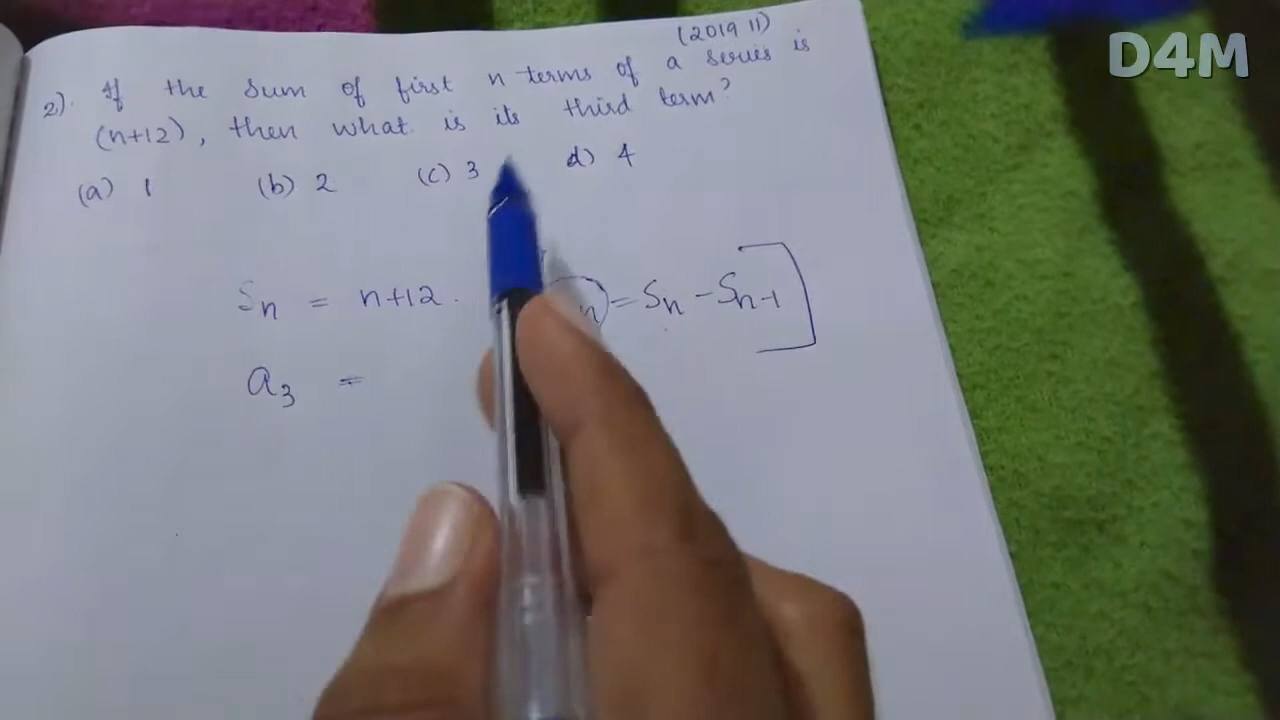 D4M
(2019 11)
2). If the sum of first n terms of a series is
(n+12), then what is its third term?
(a) 1 (b) 2 (c) 3 d) 4
Sn = n+12. n = Sn - Sn-1
a3 =